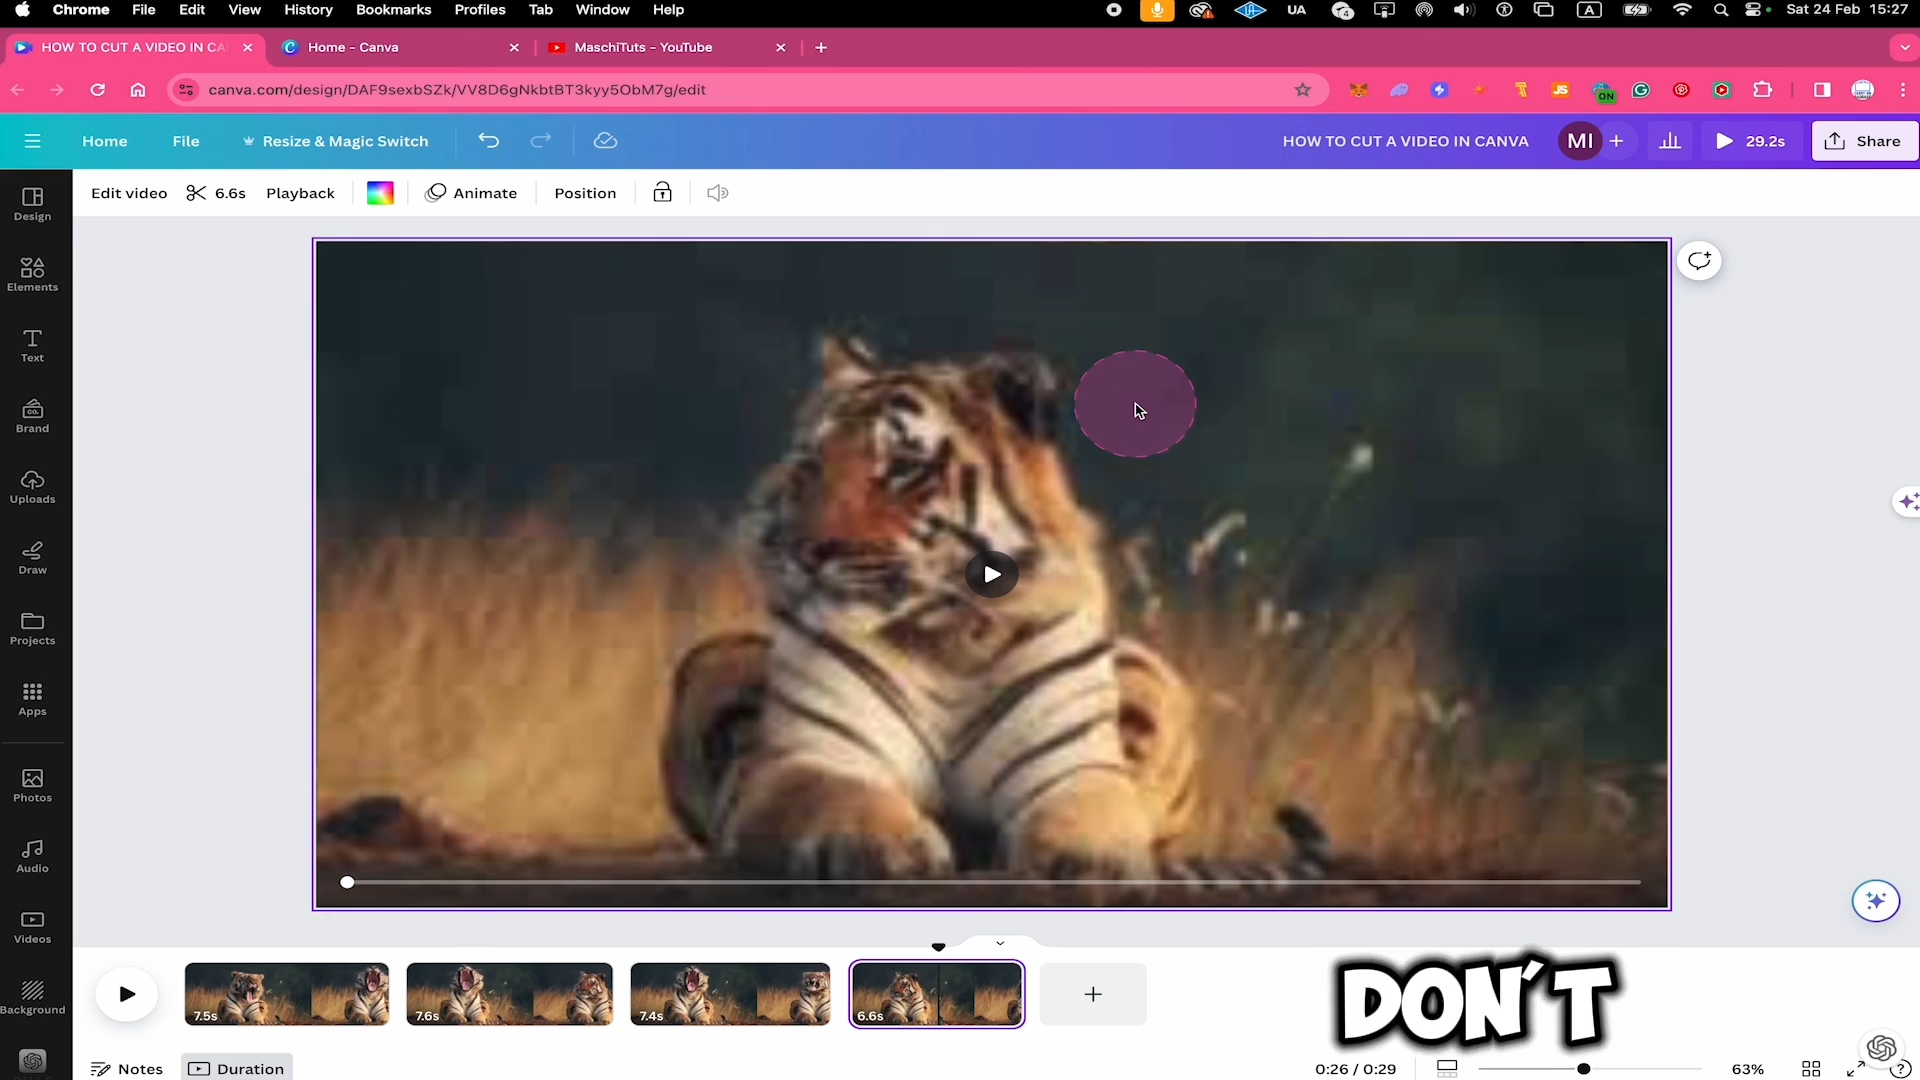 Chrome File Edit View History Bookmarks Profiles Tab Window Help UA 4 A Sat 24 Feb 15:27
HOW TO CUT A VIDEO IN CA Home - Canva MaschiTuts - YouTube
canva.com/design/DAF9sexbSZk/VV8D6gNkbtBT3kyy5ObM7g/edit JS ON
Home File Resize & Magic Switch HOW TO CUT A VIDEO IN CANVA MI + 29.2s Share
Edit video 6.6s Playback Animate Position
Design
Elements
Text
co.
Brand
Uploads
Draw
Projects
Apps
Photos
Audio
Videos
Background
7.5s 7.6s 7.4s 6.6s
DON'T
Notes Duration 0:26 / 0:29 63% ?